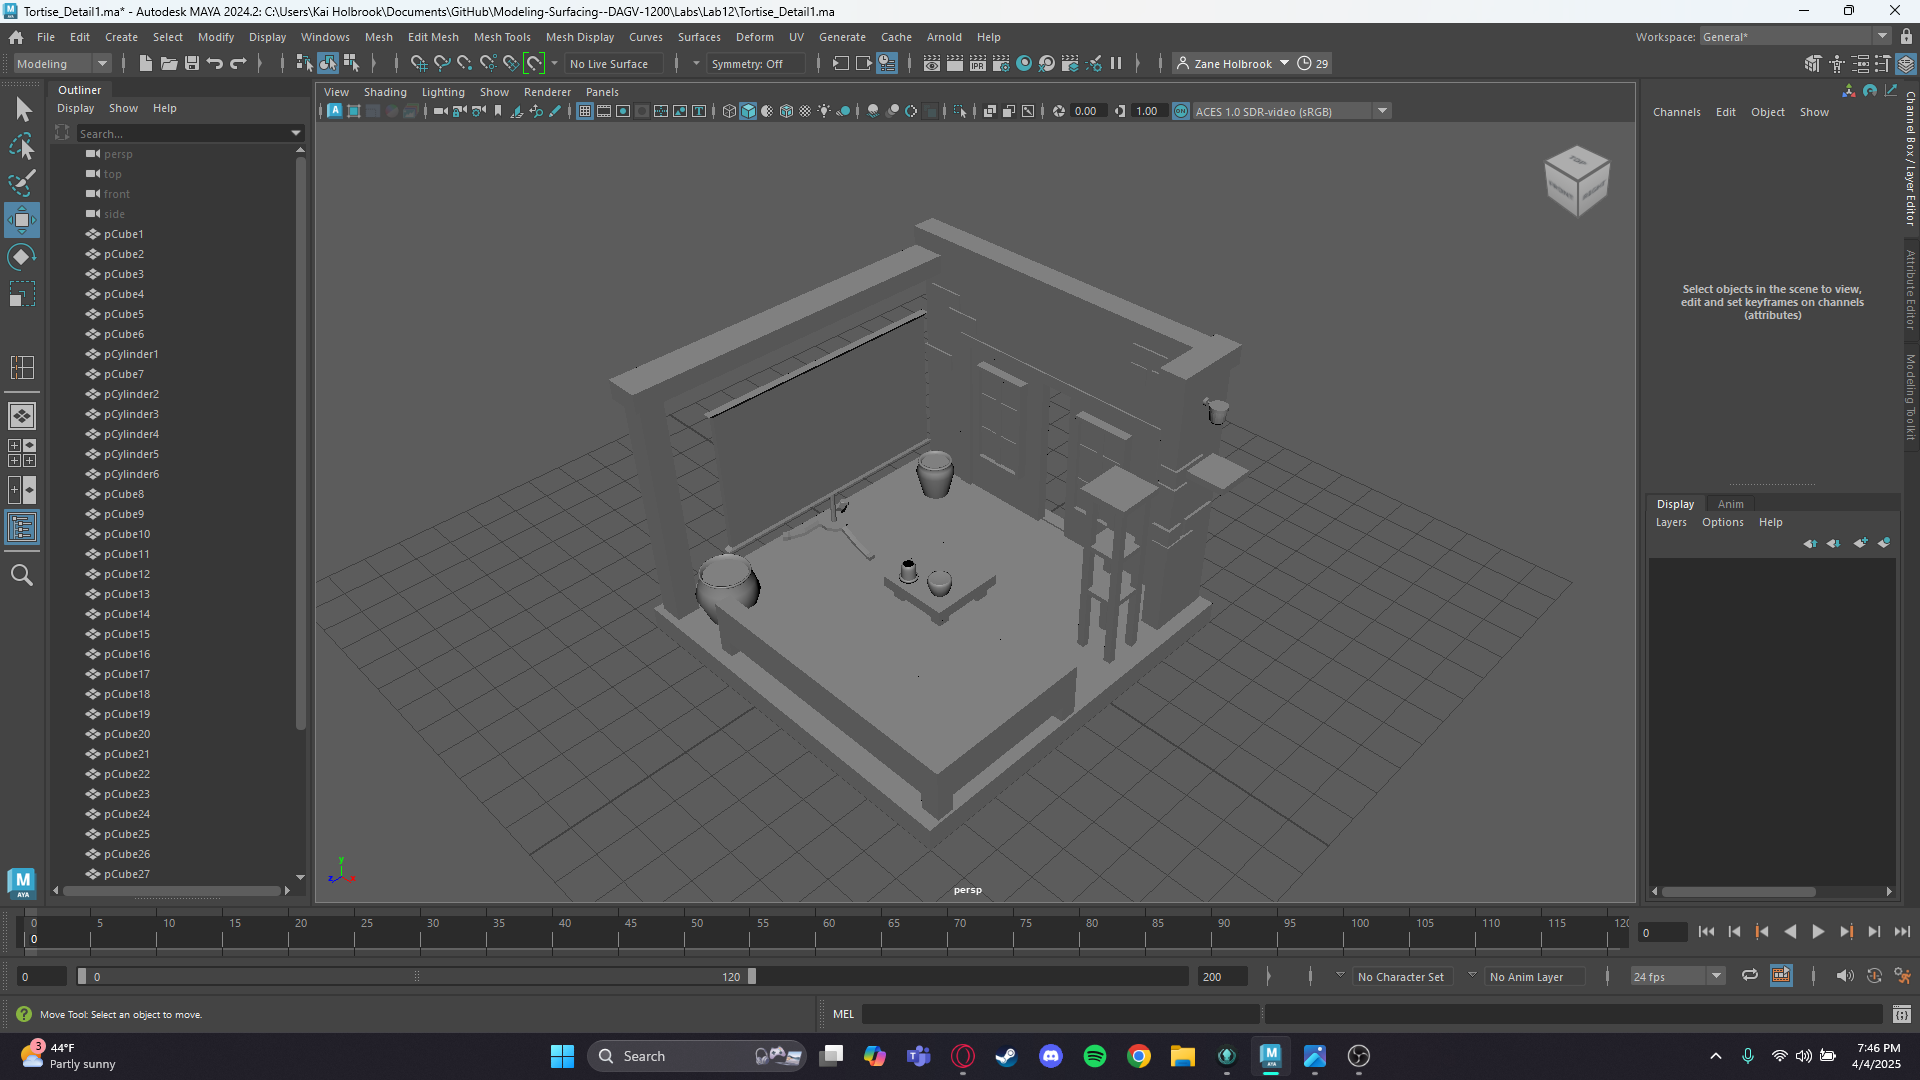 Tortise_Detail1.ma* - Autodesk MAYA 2024.2: C:\Users\Kai Holbrook\Documents\GitHub\Modeling-Surfacing--DAGV-1200\Labs\Lab12\Tortise_Detail1.ma
File Edit Create Select Modify Display Windows Mesh Edit Mesh Mesh Tools Mesh Display Curves Surfaces Deform UV Generate Cache Arnold Help
Workspace: General*
Modeling
No Live Surface
Symmetry: Off
Zane Holbrook
29
Outliner
Display Show Help
Search...
persp
top
front
side
pCube1
pCube2
pCube3
pCube4
pCube5
pCube6
pCylinder1
pCube7
pCylinder2
pCylinder3
pCylinder4
pCylinder5
pCylinder6
pCube8
pCube9
pCube10
pCube11
pCube12
pCube13
pCube14
pCube15
pCube16
pCube17
pCube18
pCube19
pCube20
pCube21
pCube22
pCube23
pCube24
pCube25
pCube26
pCube27
View Shading Lighting Show Renderer Panels
0.00
1.00
ACES 1.0 SDR-video (sRGB)
TOP
persp
y
z
x
Channels Edit Object Show
Select objects in the scene to view,
edit and set keyframes on channels
(attributes)
Channel Box / Layer Editor
Attribute Editor
Modeling Toolkit
Display Anim
Layers Options Help
0 5 10 15 20 25 30 35 40 45 50 55 60 65 70 75 80 85 90 95 100 105 110 115 120
0
0
0
0
120
200
No Character Set
No Anim Layer
24 fps
Move Tool: Select an object to move.
MEL
M
AYA
3
44°F
Partly sunny
Search
7:46 PM
4/4/2025